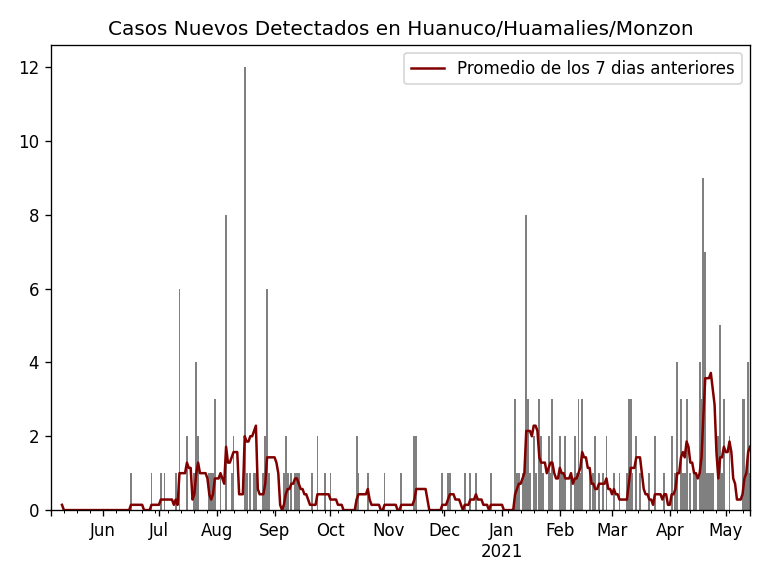 Casos Nuevos Detectados en Huanuco/Huamalies/Monzon
Promedio de los 7 dias anteriores
12
10
8
6
4
2
0
Jun Jul Aug Sep Oct Nov Dec Jan Feb Mar Apr May
2021